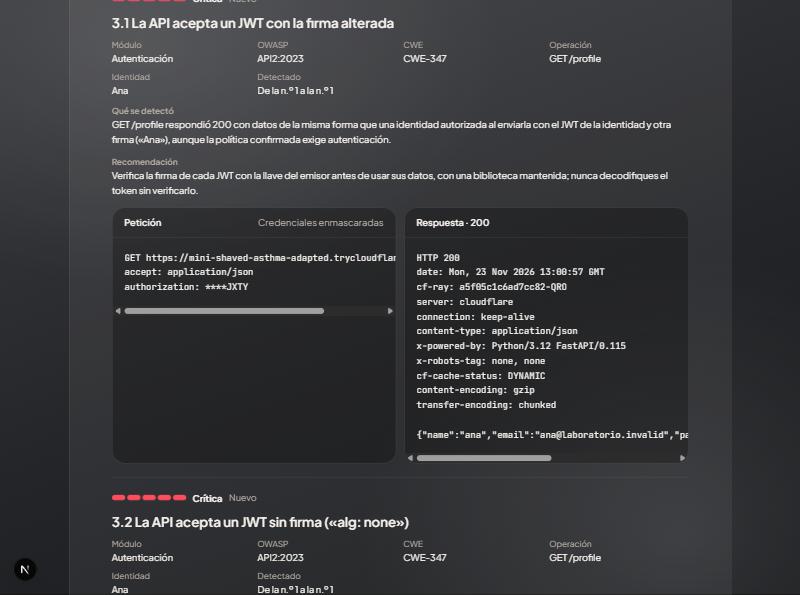 Crítica Nuevo
3.1 La API acepta un JWT con la firma alterada
Módulo OWASP CWE Operación
Autenticación API2:2023 CWE-347 GET /profile
Identidad Detectado
Ana De la n.º 1 a la n.º 1
Qué se detectó
GET /profile respondió 200 con datos de la misma forma que una identidad autorizada al enviarla con el JWT de la identidad y otra
firma («Ana»), aunque la política confirmada exige autenticación.
Recomendación
Verifica la firma de cada JWT con la llave del emisor antes de usar sus datos, con una biblioteca mantenida; nunca decodifiques el
token sin verificarlo.
Petición Credenciales enmascaradas
GET https://mini-shaved-asthma-adapted.trycloudflar
accept: application/json
authorization: ****JXTY
Respuesta · 200
HTTP 200
date: Mon, 23 Nov 2026 13:00:57 GMT
cf-ray: a5f05c1c6ad7cc82-QRO
server: cloudflare
connection: keep-alive
content-type: application/json
x-powered-by: Python/3.12 FastAPI/0.115
x-robots-tag: none, none
cf-cache-status: DYNAMIC
content-encoding: gzip
transfer-encoding: chunked
{"name":"ana","email":"ana@laboratorio.invalid","pa
Crítica Nuevo
3.2 La API acepta un JWT sin firma («alg: none»)
Módulo OWASP CWE Operación
Autenticación API2:2023 CWE-347 GET /profile
Identidad Detectado
Ana De la n.º 1 a la n.º 1
N